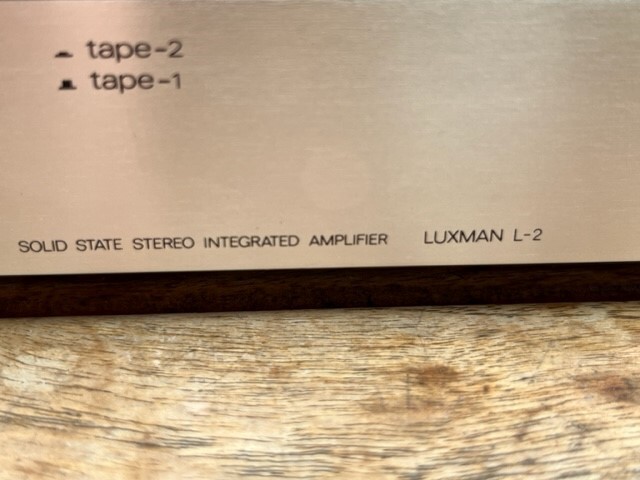 tape-2
tape-1
SOLID STATE STEREO INTEGRATED AMPLIFIER LUXMAN L-2